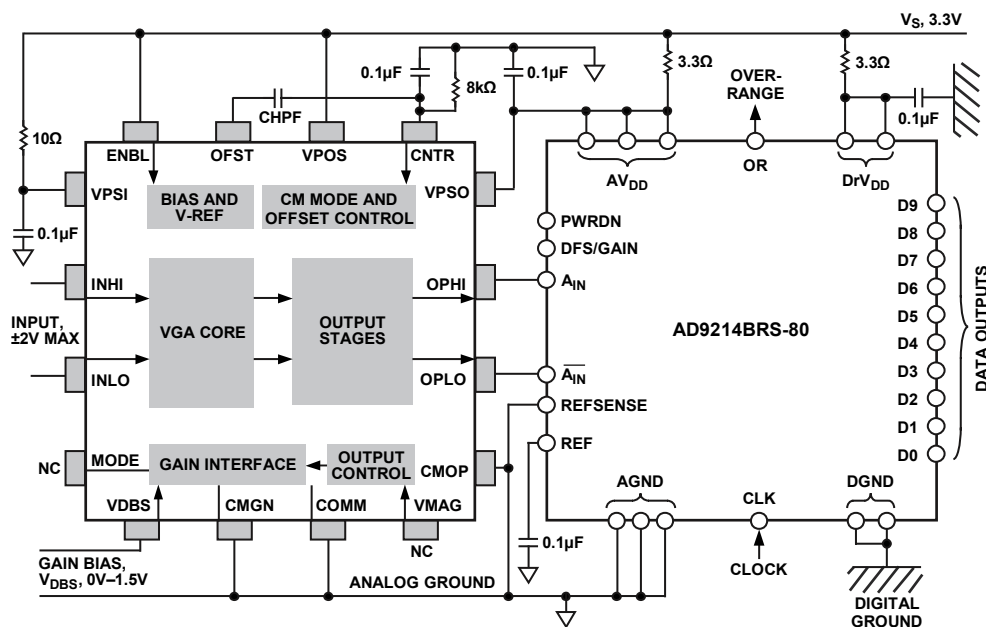 VS, 3.3V
0.1µF
8kΩ
0.1µF
3.3Ω
OVER-
RANGE
3.3Ω
0.1µF
CHPF
10Ω
ENBL
OFST
VPOS
CNTR
AVDD
OR
DrVDD
VPSI
BIAS AND
V-REF
CM MODE AND
OFFSET CONTROL
VPSO
0.1µF
PWRDN
DFS/GAIN
INHI
OPHI
AIN
INPUT,
±2V MAX
VGA CORE
OUTPUT
STAGES
AD9214BRS-80
INLO
OPLO
AIN
REFSENSE
REF
D9
D8
D7
D6
D5
D4
D3
D2
D1
D0
DATA OUTPUTS
NC
MODE
GAIN INTERFACE
OUTPUT
CONTROL
CMOP
VDBS
CMGN
COMM
VMAG
NC
AGND
CLK
DGND
0.1µF
GAIN BIAS,
VDBS, 0V–1.5V
ANALOG GROUND
CLOCK
DIGITAL
GROUND